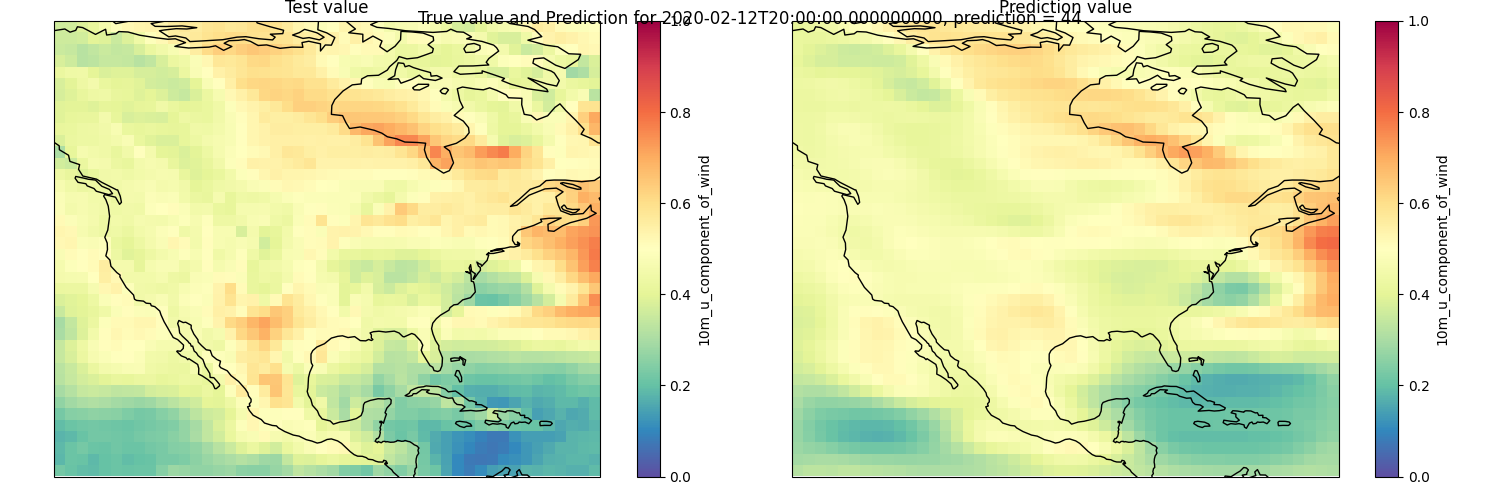 Test value
Prediction value
True value and Prediction for 2020-02-12T20:00:00.000000000, prediction = 44
1.0
0.8
0.6
0.4
0.2
0.0
10m_u_component_of_wind
1.0
0.8
0.6
0.4
0.2
0.0
10m_u_component_of_wind